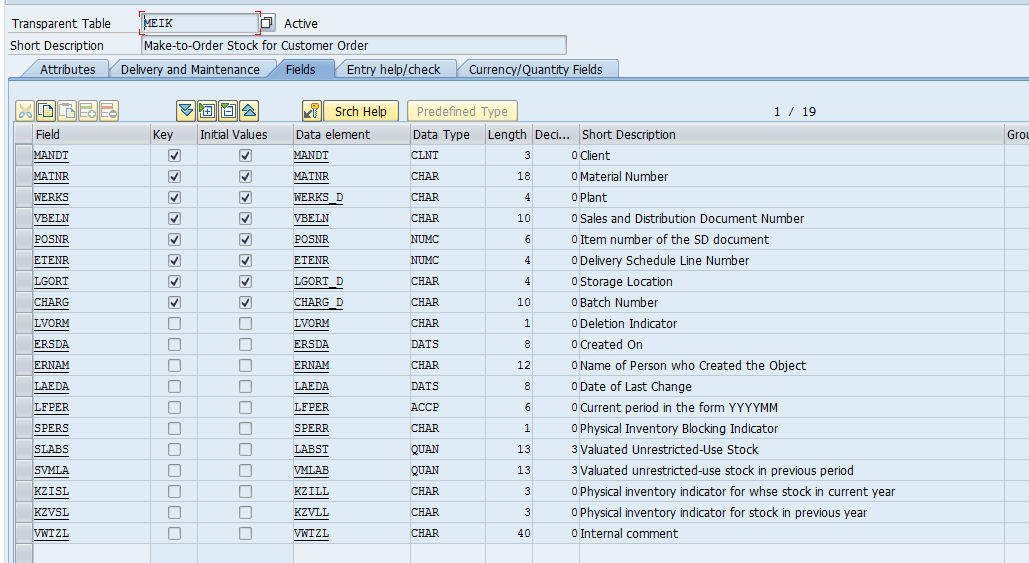 Transparent Table MEIK Active
Short Description Make-to-Order Stock for Customer Order
Attributes Delivery and Maintenance Fields Entry help/check Currency/Quantity Fields
Srch Help Predefined Type 1 / 19
Field Key Initial Values Data element Data Type Length Deci... Short Description Grou
MANDT MANDT CLNT 3 0 Client
MATNR MATNR CHAR 18 0 Material Number
WERKS WERKS_D CHAR 4 0 Plant
VBELN VBELN CHAR 10 0 Sales and Distribution Document Number
POSNR POSNR NUMC 6 0 Item number of the SD document
ETENR ETENR NUMC 4 0 Delivery Schedule Line Number
LGORT LGORT_D CHAR 4 0 Storage Location
CHARG CHARG_D CHAR 10 0 Batch Number
LVORM LVORM CHAR 1 0 Deletion Indicator
ERSDA ERSDA DATS 8 0 Created On
ERNAM ERNAM CHAR 12 0 Name of Person who Created the Object
LAEDA LAEDA DATS 8 0 Date of Last Change
LFPER LFPER ACCP 6 0 Current period in the form YYYYMM
SPERS SPERR CHAR 1 0 Physical Inventory Blocking Indicator
SLABS LABST QUAN 13 3 Valuated Unrestricted-Use Stock
SVMLA VMLAB QUAN 13 3 Valuated unrestricted-use stock in previous period
KZISL KZILL CHAR 3 0 Physical inventory indicator for whse stock in current year
KZVSL KZVLL CHAR 3 0 Physical inventory indicator for stock in previous year
VWTZL VWTZL CHAR 40 0 Internal comment